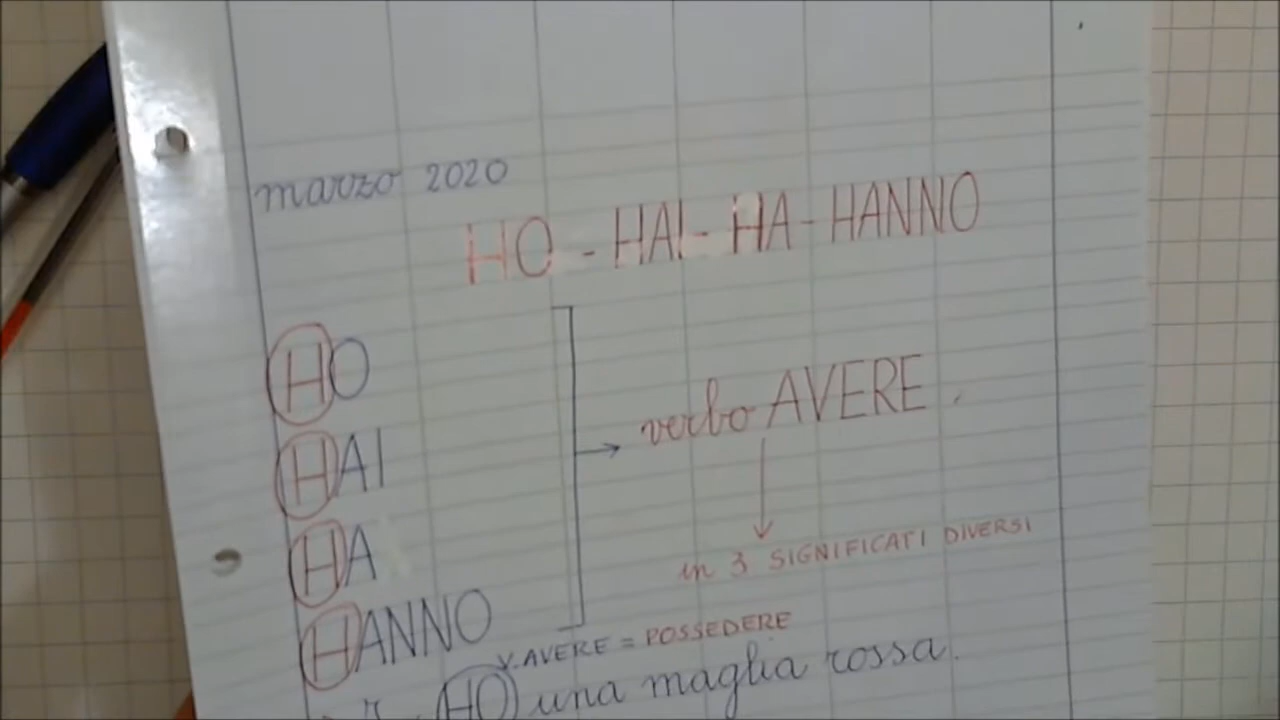 marzo 2020
HO - HAI - HA - HANNO
HO
HAI
verbo AVERE.
HA
in 3 SIGNIFICATI DIVERSI
HANNO
V. AVERE = POSSEDERE
HO una maglia rossa.